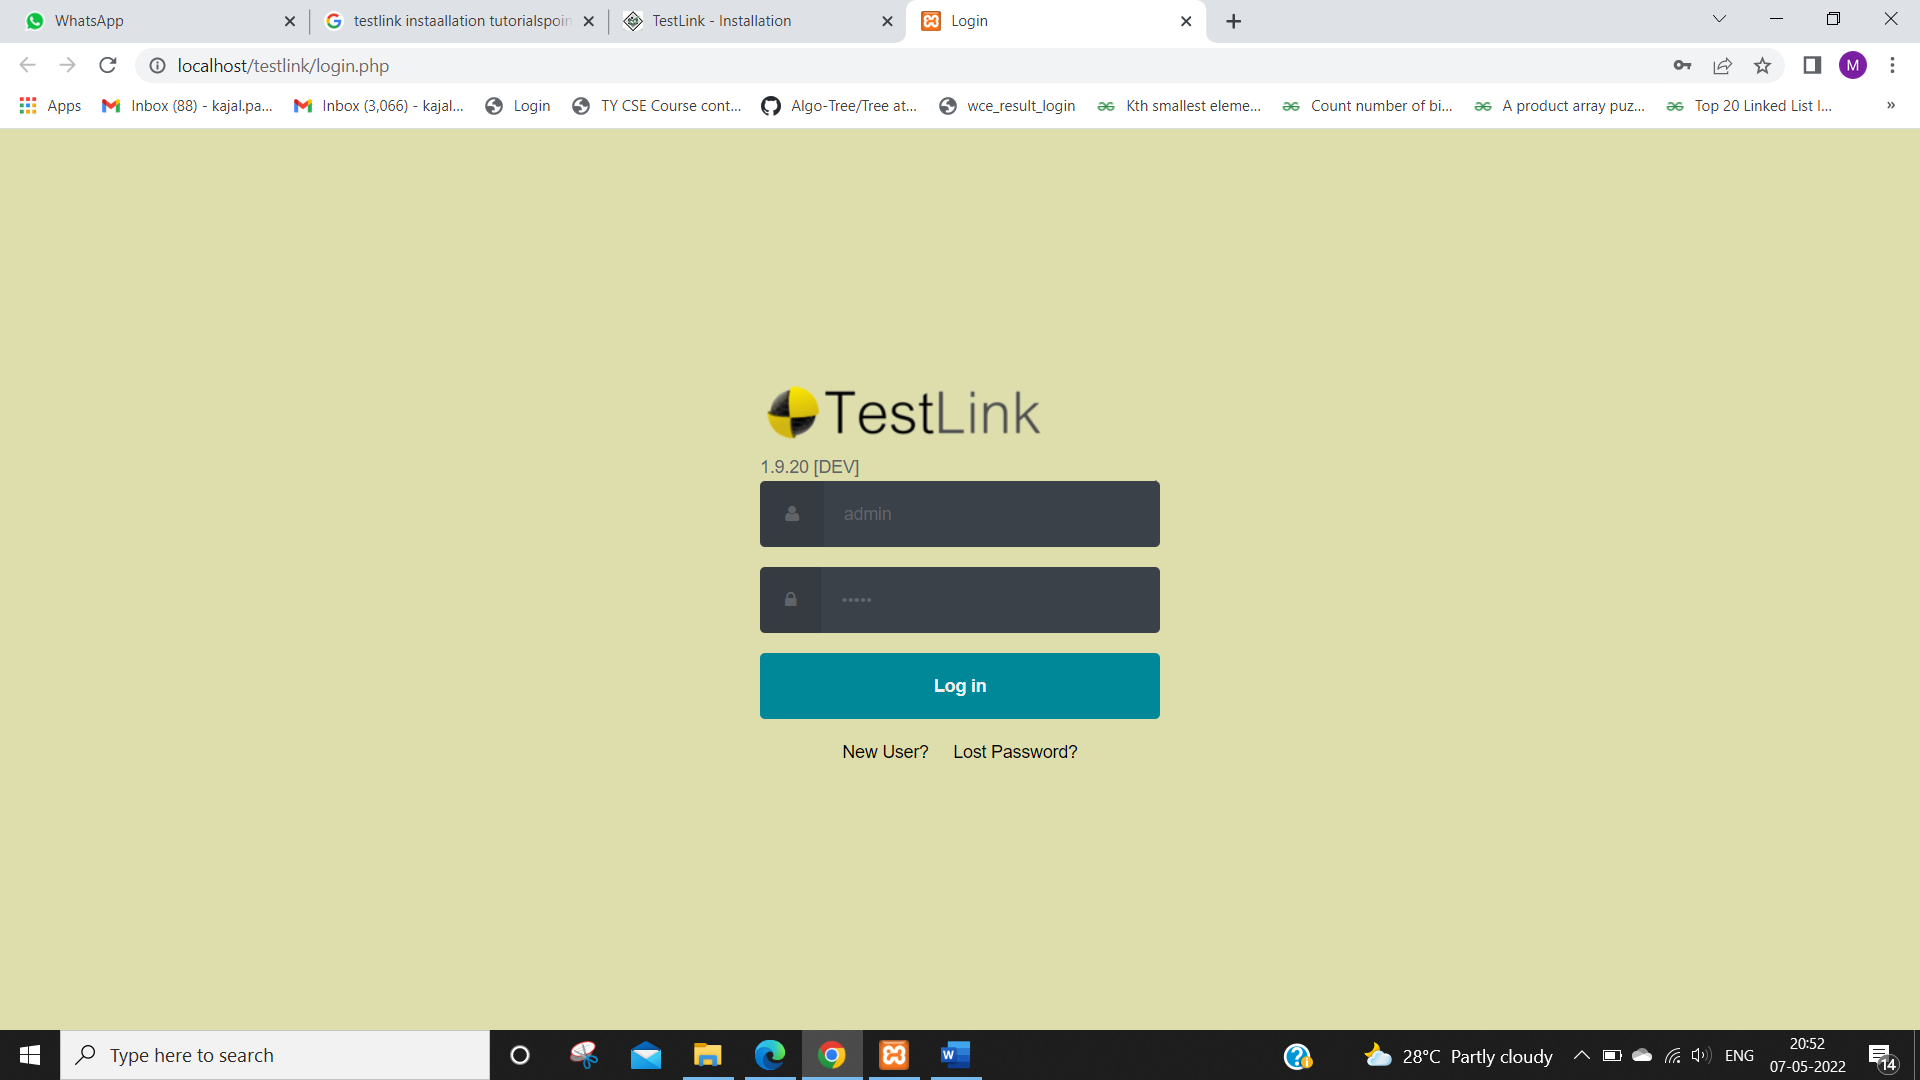 WhatsApp
testlink instaallation tutorialspoin
TestLink - Installation
Login
localhost/testlink/login.php
M
Apps
Inbox (88) - kajal.pa...
Inbox (3,066) - kajal...
Login
TY CSE Course cont...
Algo-Tree/Tree at...
wce_result_login
Kth smallest eleme...
Count number of bi...
A product array puz...
Top 20 Linked List I...
»
TestLink
1.9.20 [DEV]
admin
•••••
Log in
New User? Lost Password?
Type here to search
28°C Partly cloudy
ENG
20:52
07-05-2022
14